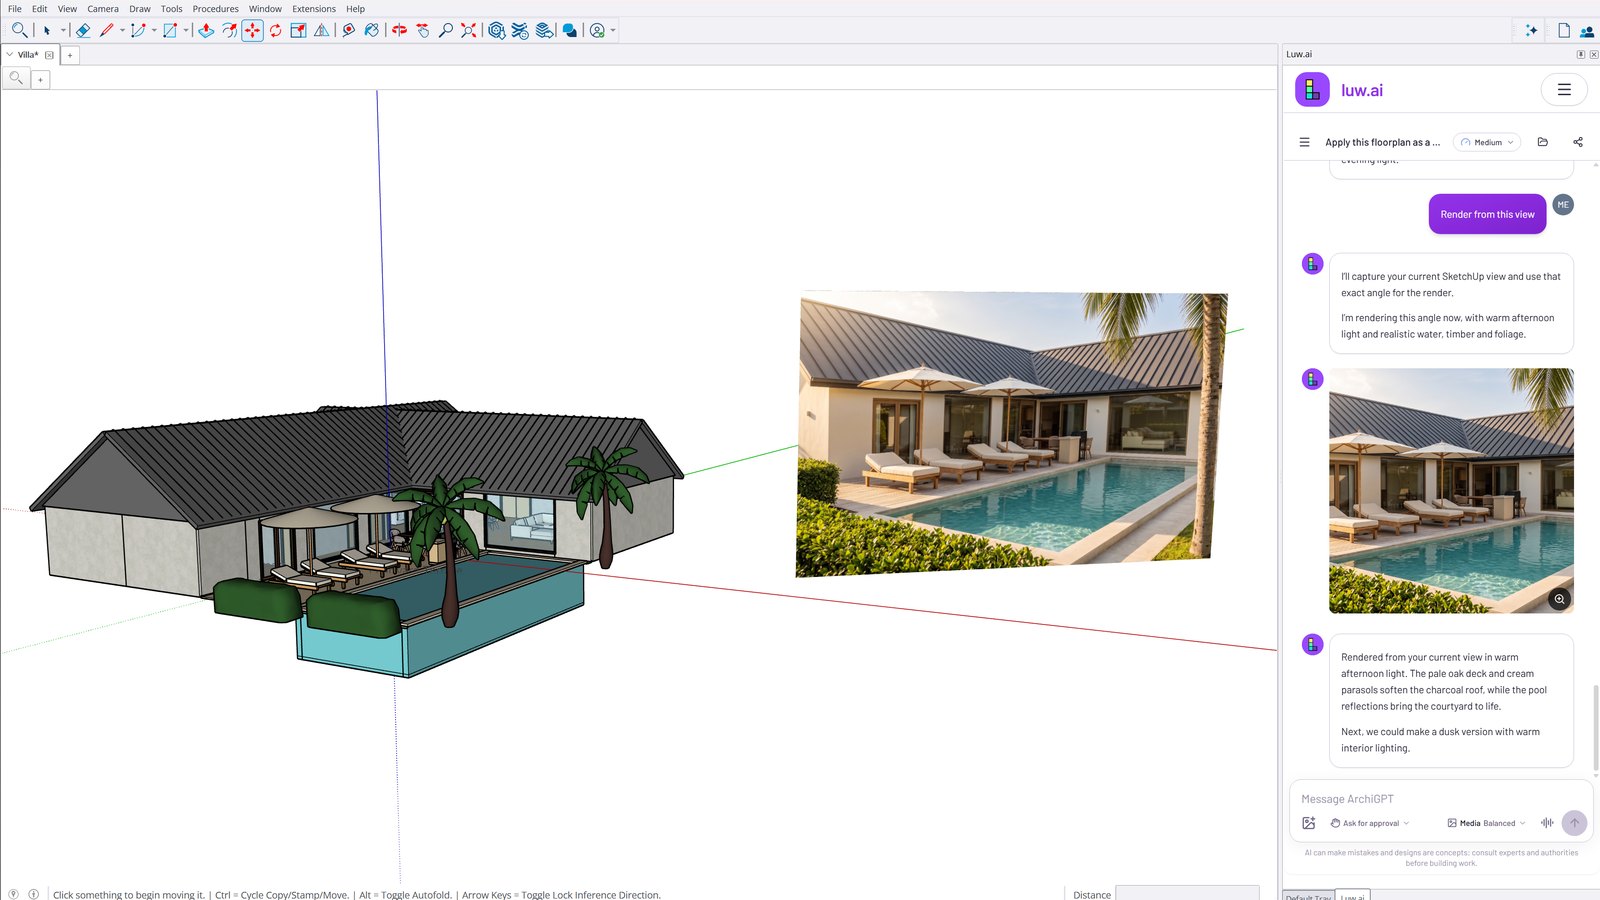 File Edit View Camera Draw Tools Procedures Window Extensions Help
Villa*
Luw.ai
luw.ai
Apply this floorplan as a ...
Medium
evening light.
Render from this view
ME
I'll capture your current SketchUp view and use that
exact angle for the render.
I'm rendering this angle now, with warm afternoon
light and realistic water, timber and foliage.
Rendered from your current view in warm
afternoon light. The pale oak deck and cream
parasols soften the charcoal roof, while the pool
reflections bring the courtyard to life.
Next, we could make a dusk version with warm
interior lighting.
Message ArchiGPT
Ask for approval
Media Balanced
AI can make mistakes and designs are concepts; consult experts and authorities
before building work.
Click something to begin moving it. | Ctrl = Cycle Copy/Stamp/Move. | Alt = Toggle Autofold. | Arrow Keys = Toggle Lock Inference Direction.
Distance
Default Tray
Luw.ai